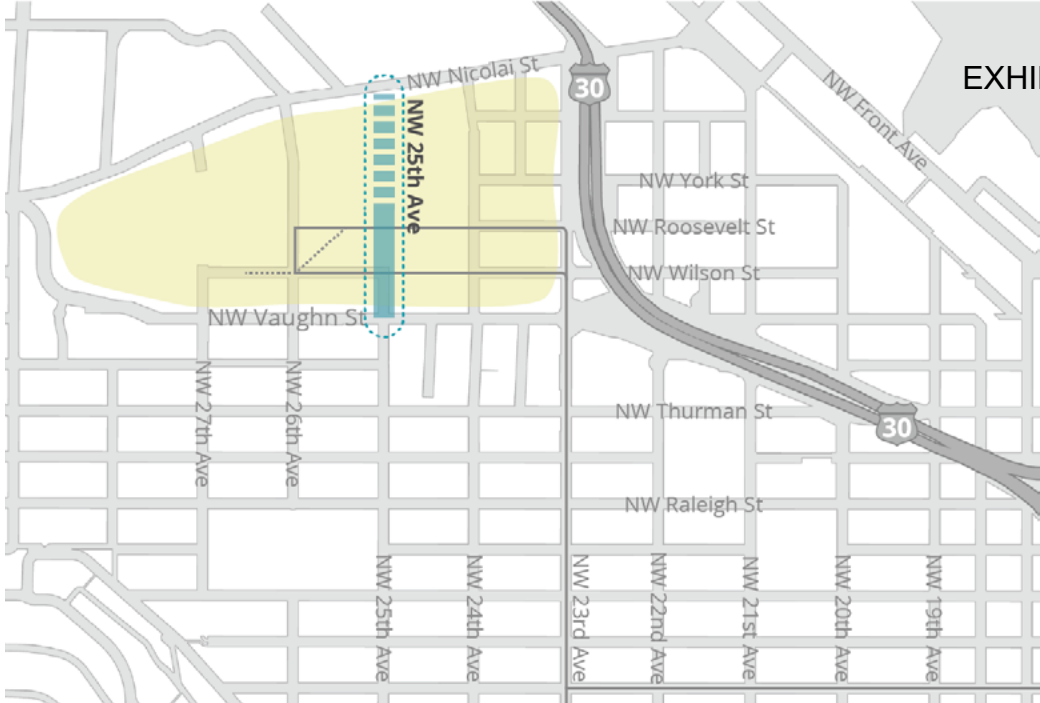 NW Nicolai St
30
EXHI
NW Front Ave
NW 25th Ave
NW York St
NW Roosevelt St
NW Wilson St
NW Vaughn St
NW 27th Ave
NW 26th Ave
NW Thurman St
30
NW Raleigh St
NW 25th Ave
NW 24th Ave
NW 23rd Ave
NW 22nd Ave
NW 21st Ave
NW 20th Ave
NW 19th Ave